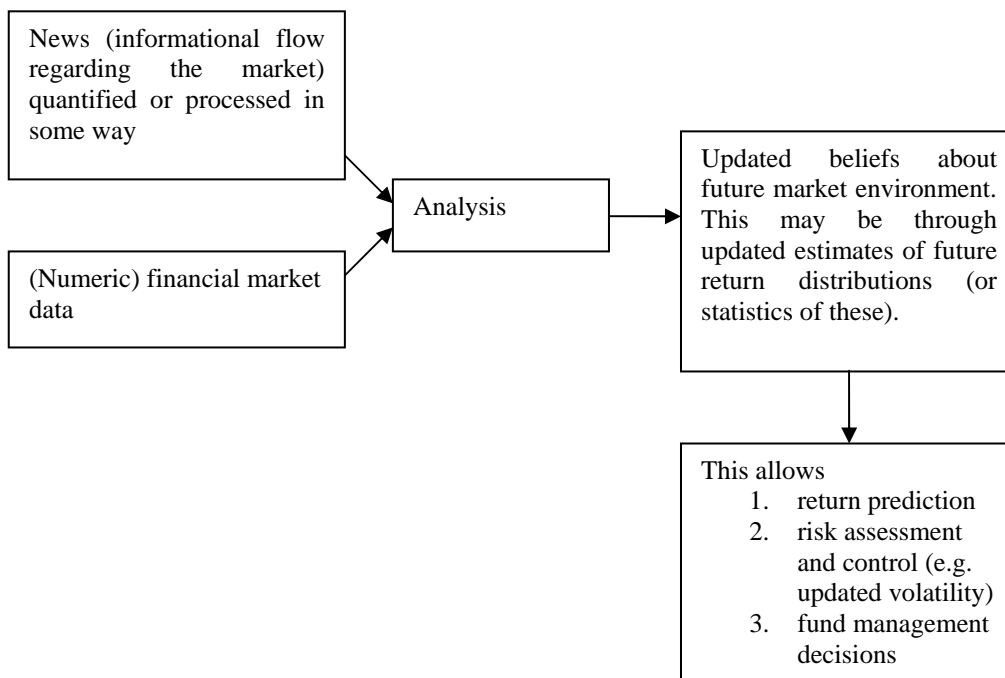 News (informational flow
regarding the market)
quantified or processed in
some way
(Numeric) financial market
data
Analysis
Updated beliefs about
future market environment.
This may be through
updated estimates of future
return distributions (or
statistics of these).
This allows
1. return prediction
2. risk assessment
and control (e.g.
updated volatility)
3. fund management
decisions